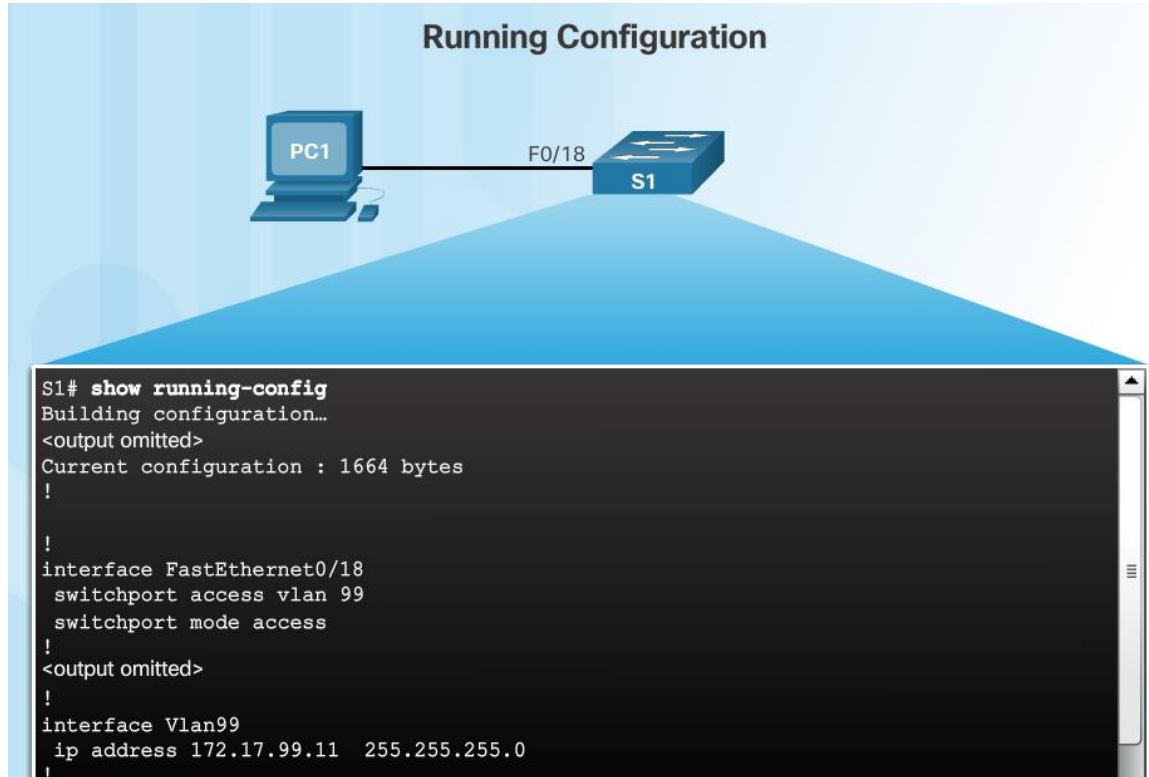 Running Configuration
PC1
F0/18
S1
S1# show running-config
Building configuration…
<output omitted>
Current configuration : 1664 bytes
!
!
interface FastEthernet0/18
 switchport access vlan 99
 switchport mode access
!
<output omitted>
!
interface Vlan99
 ip address 172.17.99.11  255.255.255.0
!